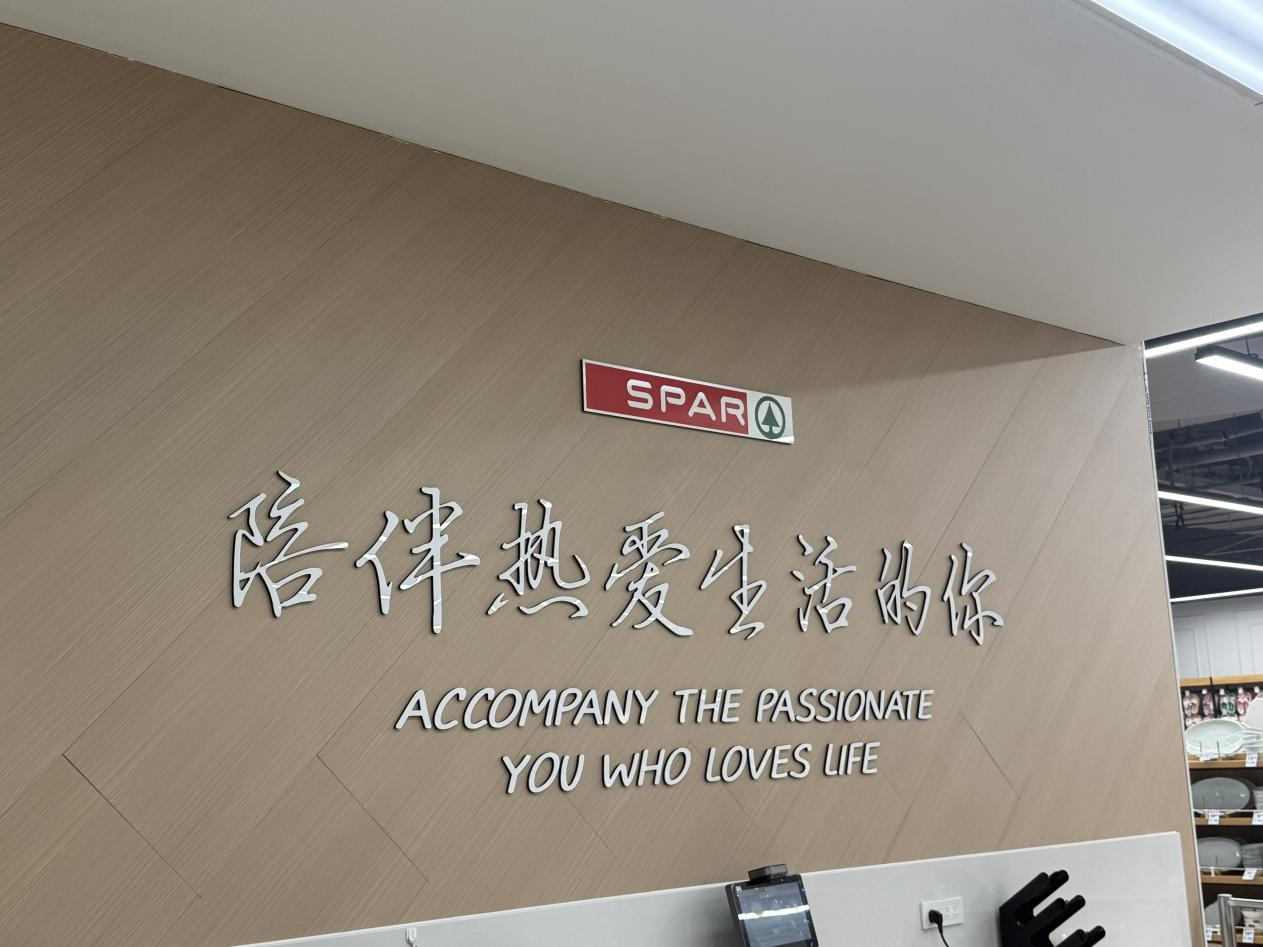 SPAR
陪伴热爱生活的你
ACCOMPANY THE PASSIONATE
YOU WHO LOVES LIFE